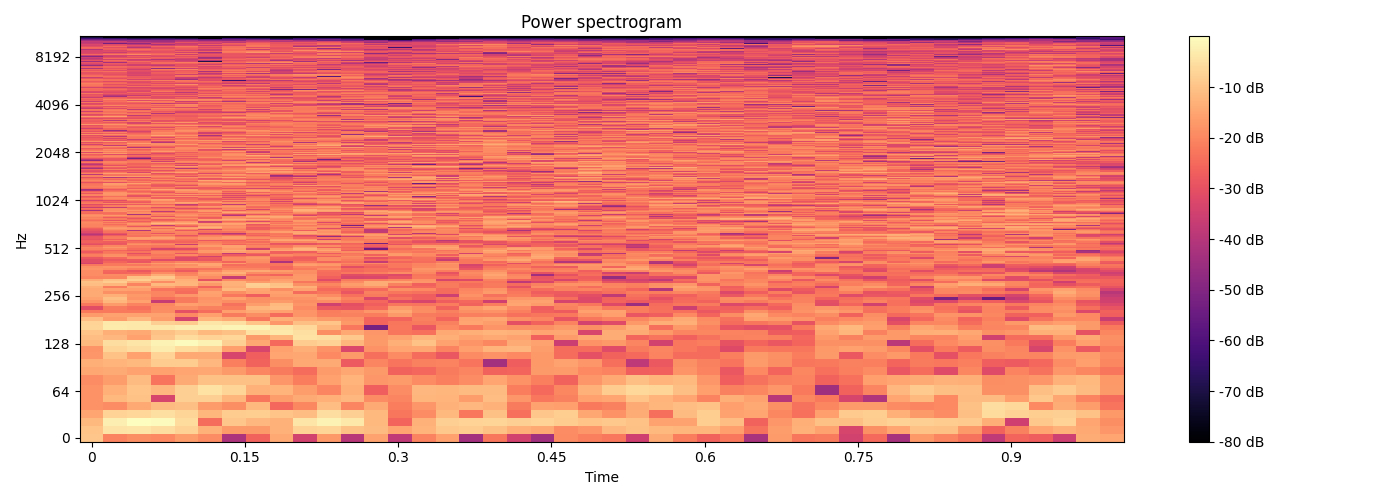 Power spectrogram
Hz
8192
4096
2048
1024
512
256
128
64
0
0 0.15 0.3 0.45 0.6 0.75 0.9
Time
-10 dB
-20 dB
-30 dB
-40 dB
-50 dB
-60 dB
-70 dB
-80 dB